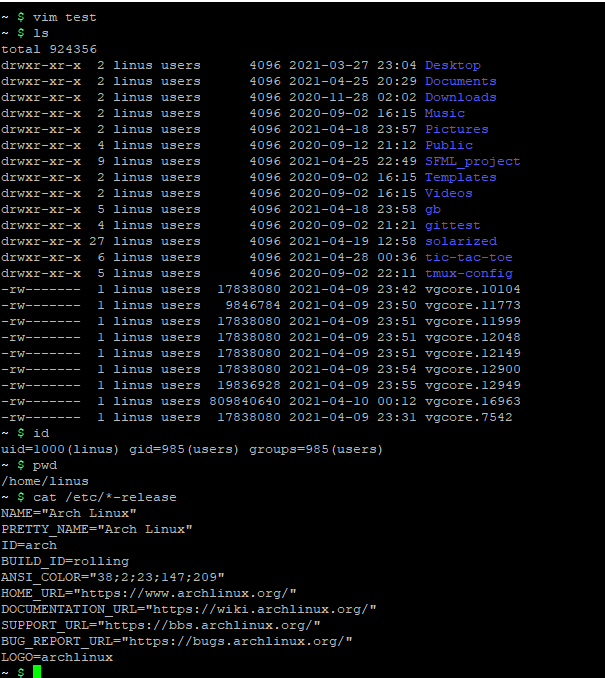 ~ $ vim test
~ $ ls
total 924356
drwxr-xr-x  2 linus users      4096 2021-03-27 23:04 Desktop
drwxr-xr-x  2 linus users      4096 2021-04-25 20:29 Documents
drwxr-xr-x  2 linus users      4096 2020-11-28 02:02 Downloads
drwxr-xr-x  2 linus users      4096 2020-09-02 16:15 Music
drwxr-xr-x  2 linus users      4096 2021-04-18 23:57 Pictures
drwxr-xr-x  4 linus users      4096 2020-09-12 21:12 Public
drwxr-xr-x  9 linus users      4096 2021-04-25 22:49 SFML_project
drwxr-xr-x  2 linus users      4096 2020-09-02 16:15 Templates
drwxr-xr-x  2 linus users      4096 2020-09-02 16:15 Videos
drwxr-xr-x  5 linus users      4096 2021-04-18 23:58 gb
drwxr-xr-x  4 linus users      4096 2020-09-02 21:21 gittest
drwxr-xr-x 27 linus users      4096 2021-04-19 12:58 solarized
drwxr-xr-x  6 linus users      4096 2021-04-28 00:36 tic-tac-toe
drwxr-xr-x  5 linus users      4096 2020-09-02 22:11 tmux-config
-rw-------  1 linus users  17838080 2021-04-09 23:42 vgcore.10104
-rw-------  1 linus users   9846784 2021-04-09 23:50 vgcore.11773
-rw-------  1 linus users  17838080 2021-04-09 23:51 vgcore.11999
-rw-------  1 linus users  17838080 2021-04-09 23:51 vgcore.12048
-rw-------  1 linus users  17838080 2021-04-09 23:51 vgcore.12149
-rw-------  1 linus users  17838080 2021-04-09 23:54 vgcore.12900
-rw-------  1 linus users  19836928 2021-04-09 23:55 vgcore.12949
-rw-------  1 linus users 809840640 2021-04-10 00:12 vgcore.16963
-rw-------  1 linus users  17838080 2021-04-09 23:31 vgcore.7542
~ $ id
uid=1000(linus) gid=985(users) groups=985(users)
~ $ pwd
/home/linus
~ $ cat /etc/*-release
NAME="Arch Linux"
PRETTY_NAME="Arch Linux"
ID=arch
BUILD_ID=rolling
ANSI_COLOR="38;2;23;147;209"
HOME_URL="https://www.archlinux.org/"
DOCUMENTATION_URL="https://wiki.archlinux.org/"
SUPPORT_URL="https://bbs.archlinux.org/"
BUG_REPORT_URL="https://bugs.archlinux.org/"
LOGO=archlinux
~ $